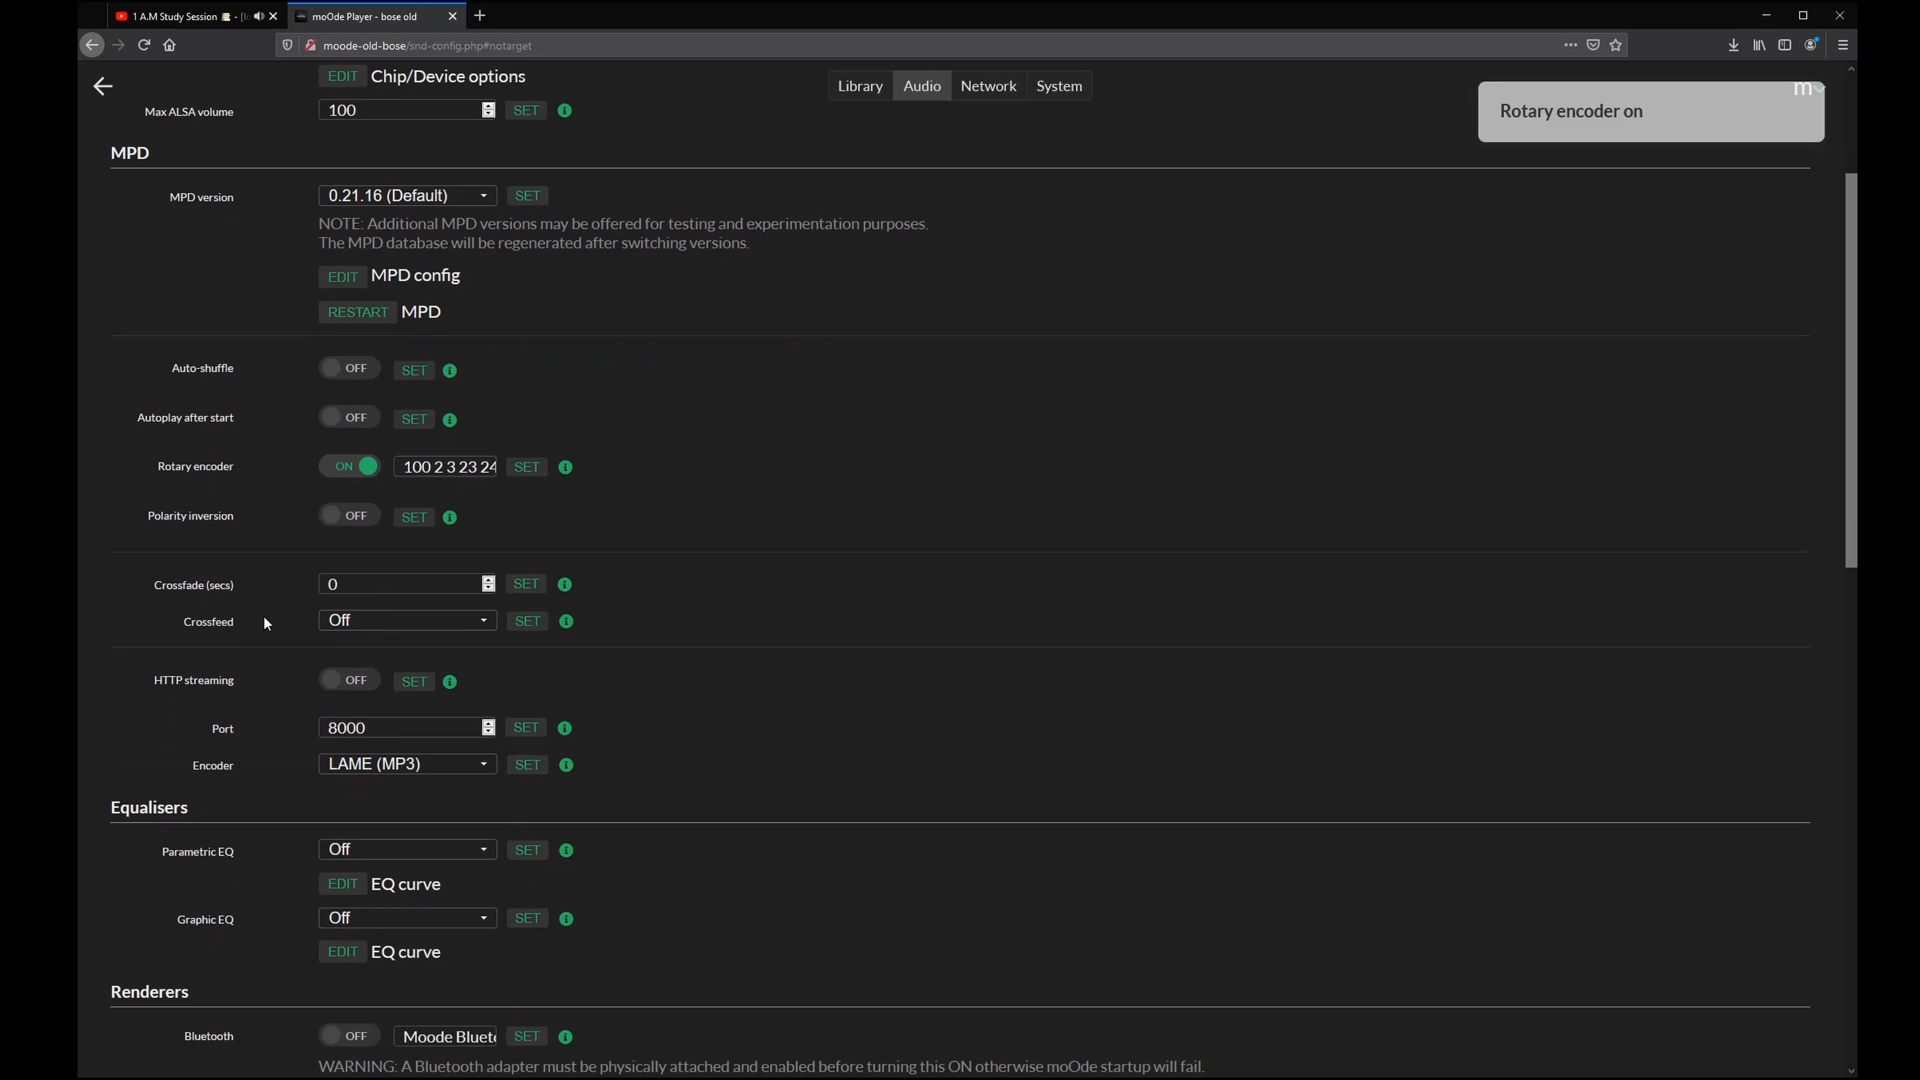 1 A.M Study Session
moOde Player - bose old
moode-old-bose/snd-config.php#notarget
EDIT Chip/Device options
Library Audio Network System
m
Rotary encoder on
Max ALSA volume 100 SET
MPD
MPD version 0.21.16 (Default) SET
NOTE: Additional MPD versions may be offered for testing and experimentation purposes.
The MPD database will be regenerated after switching versions.
EDIT MPD config
RESTART MPD
Auto-shuffle OFF SET
Autoplay after start OFF SET
Rotary encoder ON 100 2 3 23 24 SET
Polarity inversion OFF SET
Crossfade (secs) 0 SET
Crossfeed Off SET
HTTP streaming OFF SET
Port 8000 SET
Encoder LAME (MP3) SET
Equalisers
Parametric EQ Off SET
EDIT EQ curve
Graphic EQ Off SET
EDIT EQ curve
Renderers
Bluetooth OFF Moode Bluet SET
WARNING: A Bluetooth adapter must be physically attached and enabled before turning this ON otherwise moOde startup will fail.